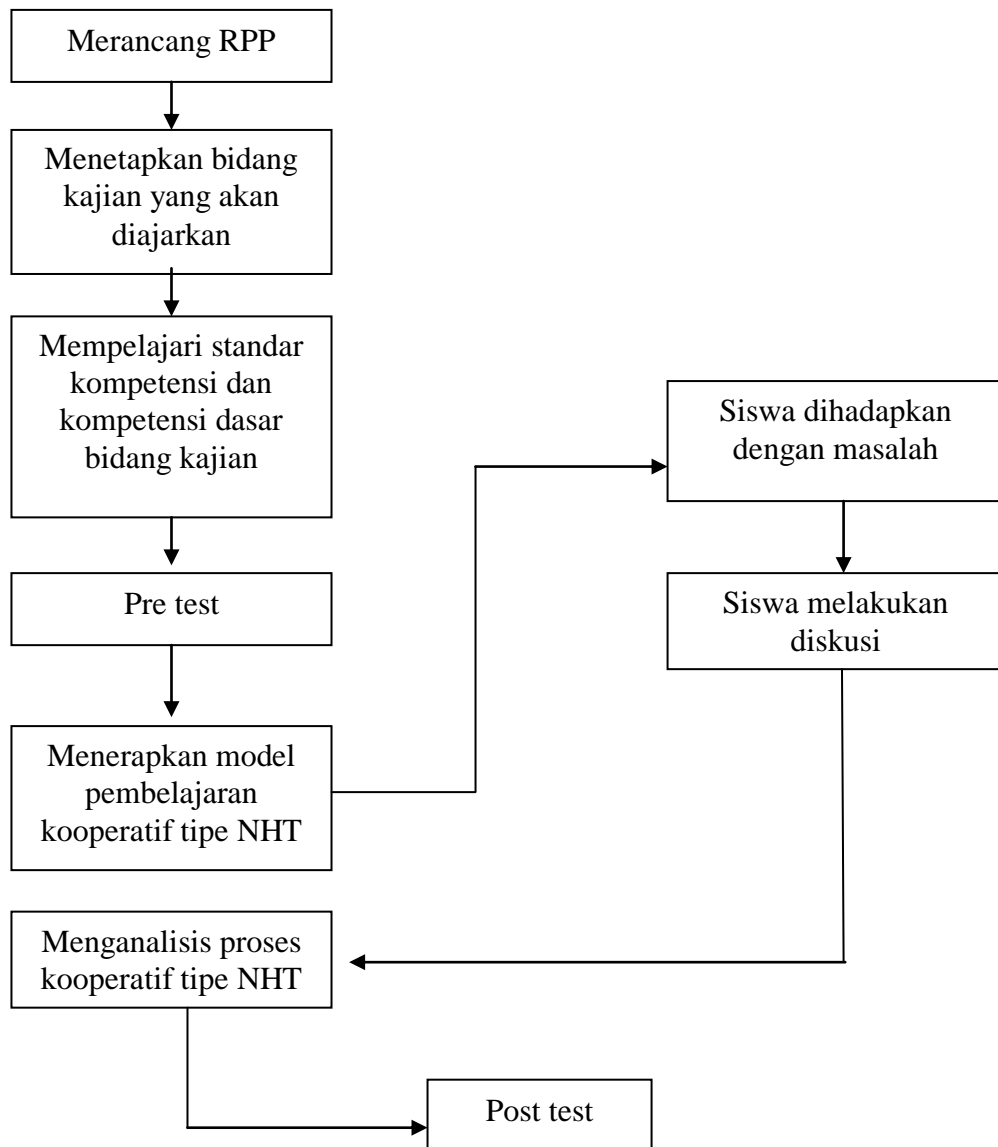 Merancang RPP
Menetapkan bidang
kajian yang akan
diajarkan
Mempelajari standar
kompetensi dan
kompetensi dasar
bidang kajian
Pre test
Menerapkan model
pembelajaran
kooperatif tipe NHT
Siswa dihadapkan
dengan masalah
Siswa melakukan
diskusi
Menganalisis proses
kooperatif tipe NHT
Post test